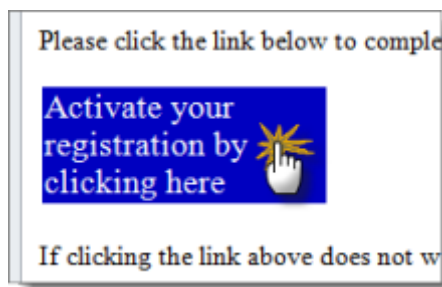 Please click the link below to comple
Activate your
registration by
clicking here
If clicking the link above does not w